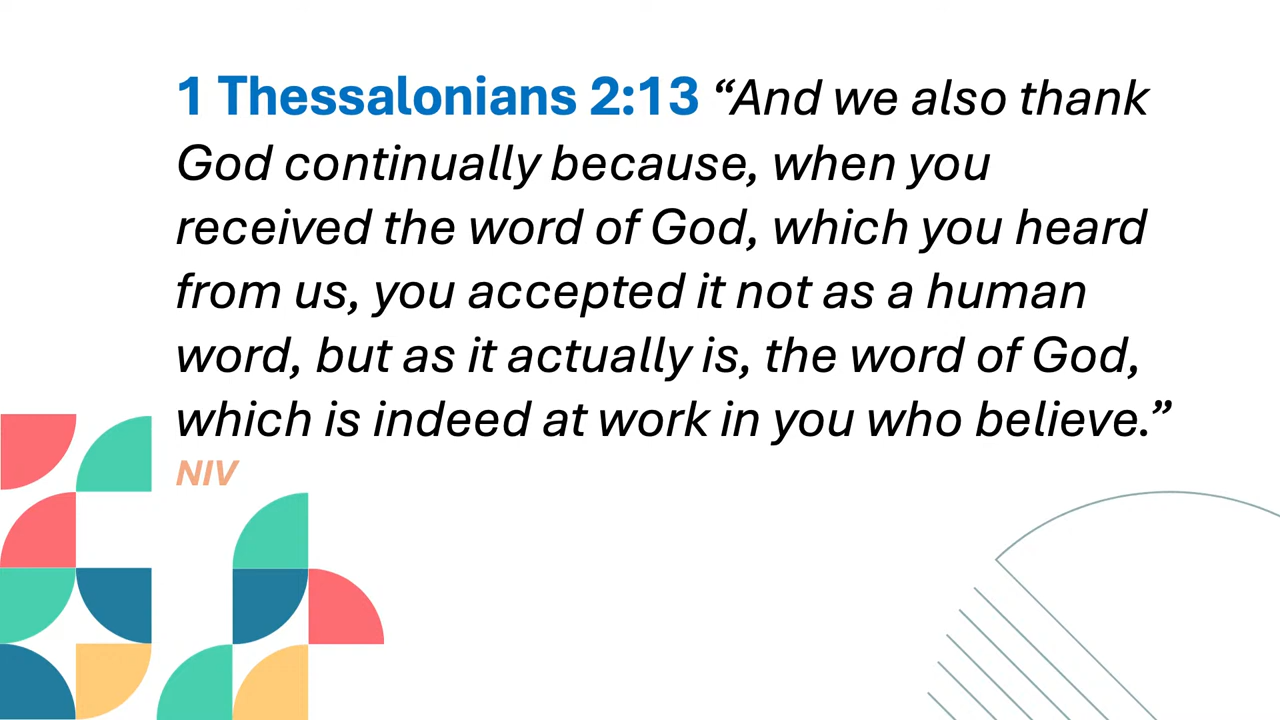 1 Thessalonians 2:13 “And we also thank
God continually because, when you
received the word of God, which you heard
from us, you accepted it not as a human
word, but as it actually is, the word of God,
which is indeed at work in you who believe.”
NIV